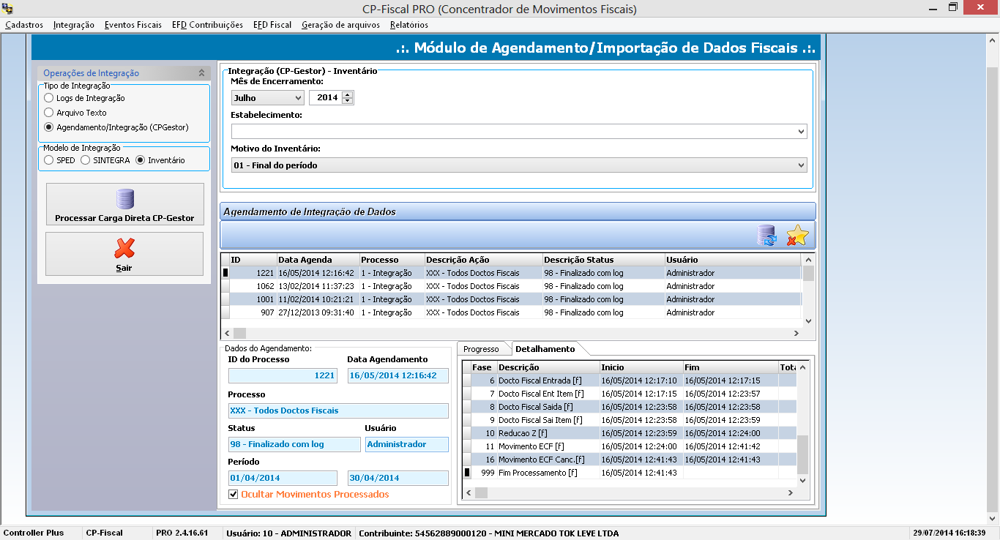 CP-Fiscal PRO (Concentrador de Movimentos Fiscais)
Cadastros Integração Eventos Fiscais EFD Contribuições EFD Fiscal Geração de arquivos Relatórios
.:. Módulo de Agendamento/Importação de Dados Fiscais .:.
Operações de Integração
Tipo de Integração
Logs de Integração
Arquivo Texto
Agendamento/Integração (CPGestor)
Modelo de Integração
SPED SINTEGRA Inventário
Processar Carga Direta CP-Gestor
Sair
Integração (CP-Gestor) - Inventário
Mês de Encerramento:
Julho 2014
Estabelecimento:
Motivo do Inventário:
01 - Final do período
Agendamento de Integração de Dados
ID Data Agenda Processo Descrição Ação Descrição Status Usuário
1221 16/05/2014 12:16:42 1 - Integração XXX - Todos Doctos Fiscais 98 - Finalizado com log Administrador
1062 13/02/2014 11:37:23 1 - Integração XXX - Todos Doctos Fiscais 98 - Finalizado com log Administrador
1001 11/02/2014 10:21:21 1 - Integração XXX - Todos Doctos Fiscais 98 - Finalizado com log Administrador
907 27/12/2013 09:31:40 1 - Integração XXX - Todos Doctos Fiscais 98 - Finalizado com log Administrador
Dados do Agendamento:
ID do Processo Data Agendamento
1221 16/05/2014 12:16:42
Processo
XXX - Todos Doctos Fiscais
Status Usuário
98 - Finalizado com log Administrador
Período
01/04/2014 30/04/2014
Ocultar Movimentos Processados
Progresso Detalhamento
Fase Descrição Inicio Fim Tota
6 Docto Fiscal Entrada [f] 16/05/2014 12:17:10 16/05/2014 12:17:15
7 Docto Fiscal Ent Item [f] 16/05/2014 12:17:15 16/05/2014 12:23:57
8 Docto Fiscal Saida [f] 16/05/2014 12:23:58 16/05/2014 12:23:58
9 Docto Fiscal Sai Item [f] 16/05/2014 12:23:58 16/05/2014 12:23:59
10 Reducao Z [f] 16/05/2014 12:23:59 16/05/2014 12:24:00
11 Movimento ECF [f] 16/05/2014 12:24:00 16/05/2014 12:41:42
16 Movimento ECF Canc.[f] 16/05/2014 12:41:43 16/05/2014 12:41:43
999 Fim Processamento [f] 16/05/2014 12:41:43
Controller Plus CP-Fiscal PRO 2.4.16.61 Usuário: 10 - ADMINISTRADOR Contribuinte: 54562889000120 - MINI MERCADO TOK LEVE LTDA 29/07/2014 16:18:39